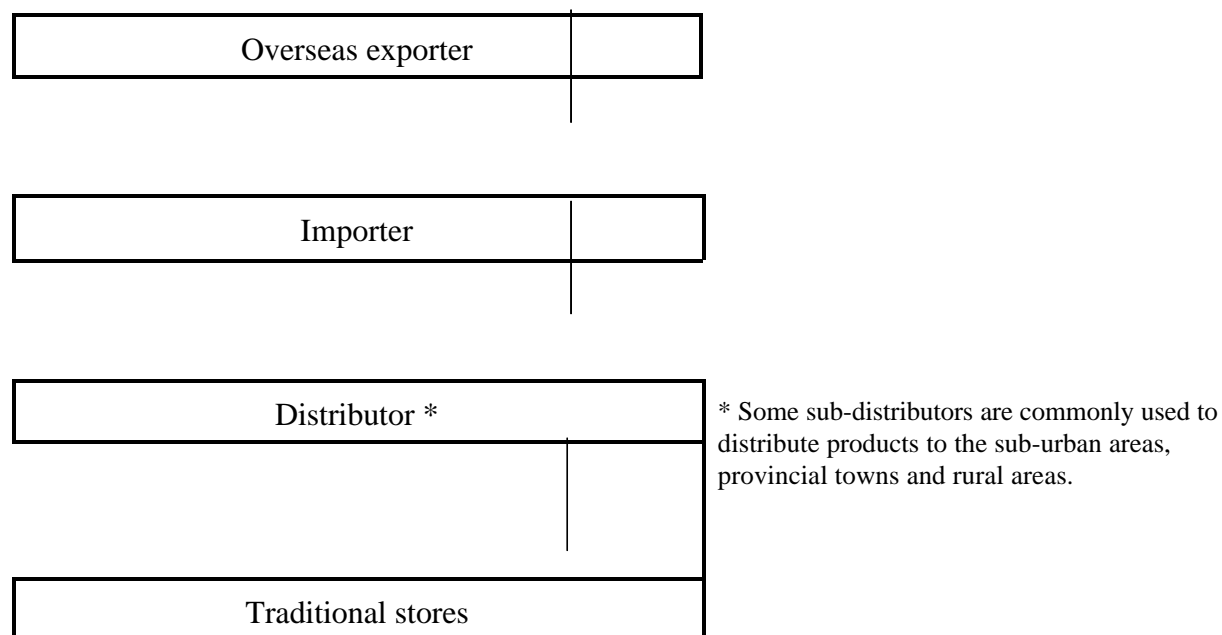 Overseas exporter
Importer
Distributor *
* Some sub-distributors are commonly used to
distribute products to the sub-urban areas,
provincial towns and rural areas.
Traditional stores